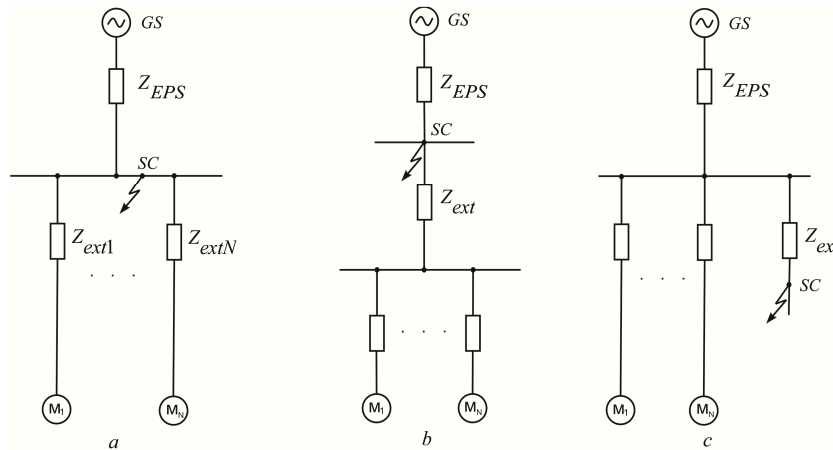 GS
Z_EPS
SC
Z_ext1
Z_extN
. . .
M1
MN
a
GS
Z_EPS
SC
Z_ext
. . .
M1
MN
b
GS
Z_EPS
Z_ex
. . .
SC
M1
MN
c